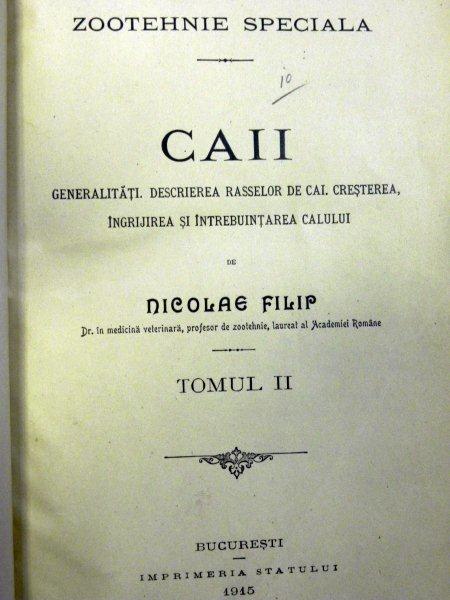 ZOOTEHNIE SPECIALA
10
CAII
GENERALITĂȚI. DESCRIEREA RASSELOR DE CAI. CREȘTEREA,
ÎNGRIJIREA ȘI ÎNTREBUINȚAREA CALULUI
DE
NICOLAE FILIP
Dr. în medicină veterinară, profesor de zootehnie, laureat al Academiei Române
TOMUL II
BUCUREȘTI
IMPRIMERIA STATULUI
1915